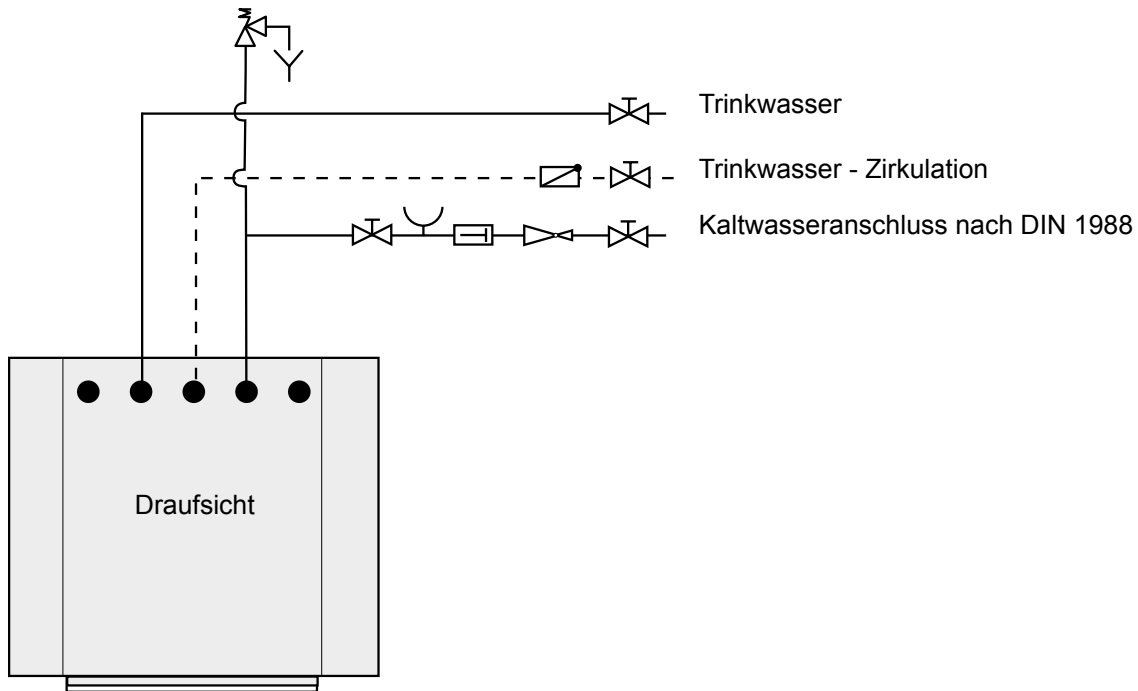 Trinkwasser
Trinkwasser - Zirkulation
Kaltwasseranschluss nach DIN 1988
Draufsicht